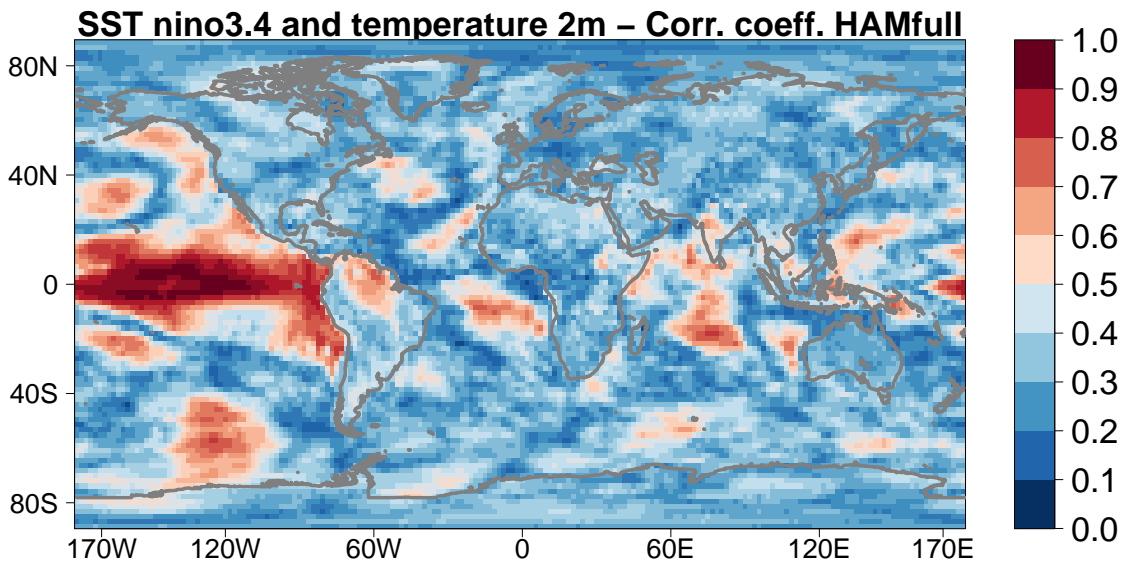 SST nino3.4 and temperature 2m – Corr. coeff. HAMfull
80N
40N
0
40S
80S
170W 120W 60W 0 60E 120E 170E
1.0
0.9
0.8
0.7
0.6
0.5
0.4
0.3
0.2
0.1
0.0